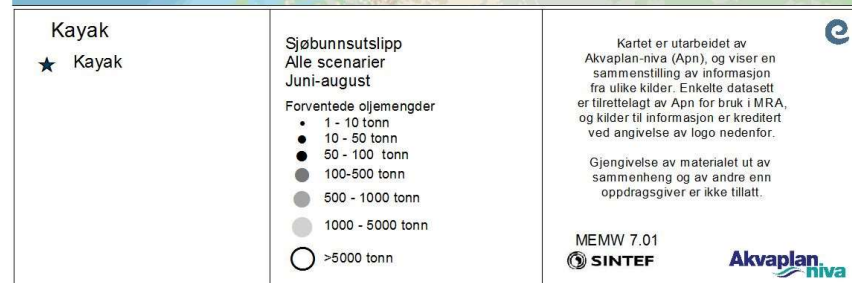 Kayak
Kayak
Sjøbunnsutslipp
Alle scenarier
Juni-august
Forventede oljemengder
1 - 10 tonn
10 - 50 tonn
50 - 100 tonn
100-500 tonn
500 - 1000 tonn
1000 - 5000 tonn
>5000 tonn
Kartet er utarbeidet av
Akvaplan-niva (Apn), og viser en
sammenstilling av informasjon
fra ulike kilder. Enkelte datasett
er tilrettelagt av Apn for bruk i MRA,
og kilder til informasjon er kreditert
ved angivelse av logo nedenfor.
Gjengivelse av materialet ut av
sammenheng og av andre enn
oppdragsgiver er ikke tillatt.
MEMW 7.01
SINTEF
Akvaplan
niva